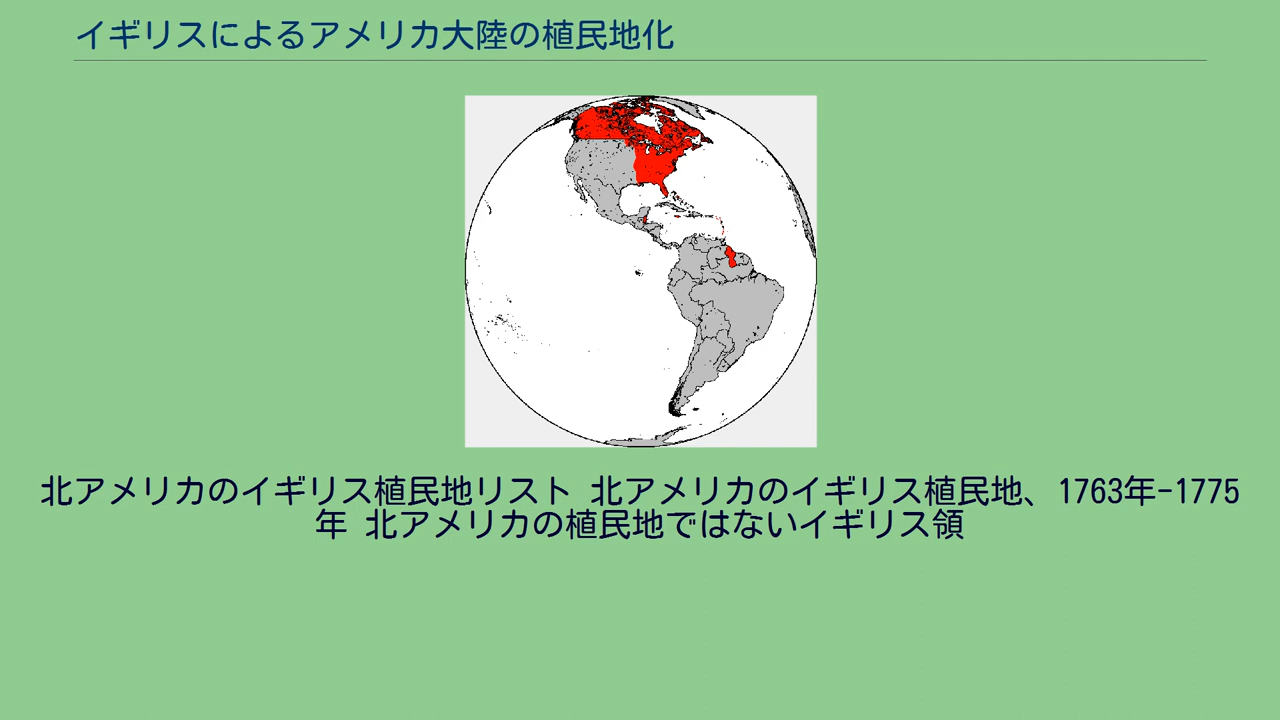 イギリスによるアメリカ大陸の植民地化
北アメリカのイギリス植民地リスト 北アメリカのイギリス植民地、1763年-1775
年 北アメリカの植民地ではないイギリス領